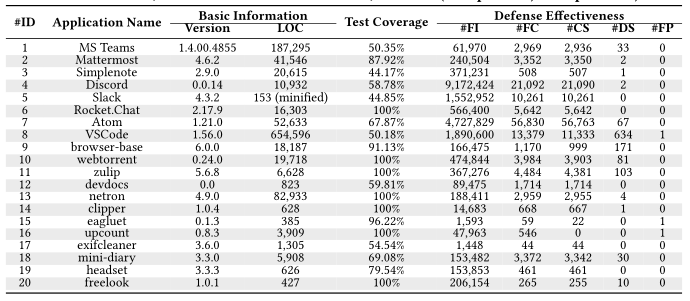 #ID Application Name Basic Information Test Coverage Defense Effectiveness
Version LOC #FI #FC #CS #DS #FP
1 MS Teams 1.4.00.4855 187,295 50.35% 61,970 2,969 2,936 33 0
2 Mattermost 4.6.2 41,546 87.92% 240,504 3,352 3,350 2 0
3 Simplenote 2.9.0 20,615 44.17% 371,231 508 507 1 0
4 Discord 0.0.14 10,932 58.78% 9,172,424 21,092 21,090 2 0
5 Slack 4.3.2 153 (minified) 44.85% 1,552,952 10,261 10,261 0 0
6 Rocket.Chat 2.17.9 16,303 100% 566,400 5,642 5,642 0 0
7 Atom 1.21.0 52,633 67.87% 4,727,829 56,830 56,763 67 0
8 VSCode 1.56.0 654,596 50.18% 1,890,600 13,379 11,333 634 1
9 browser-base 6.0.0 18,187 91.13% 166,475 1,170 999 171 0
10 webtorrent 0.24.0 19,718 100% 474,844 3,984 3,903 81 0
11 zulip 5.6.8 6,628 100% 367,276 4,484 4,381 103 0
12 devdocs 0.0 823 59.81% 89,475 1,714 1,714 0 0
13 netron 4.9.0 82,933 100% 188,411 2,959 2,955 4 0
14 clipper 1.0.4 628 100% 14,683 668 667 1 0
15 eagluet 0.1.3 385 96.22% 1,593 59 22 0 1
16 upcount 0.8.3 3,909 100% 47,963 546 0 0 1
17 exifcleaner 3.6.0 1,305 54.54% 1,448 44 44 0 0
18 mini-diary 3.3.0 5,908 69.08% 153,482 3,372 3,342 30 0
19 headset 3.3.3 626 79.54% 153,853 461 461 0 0
20 freelook 1.0.1 427 100% 206,154 265 255 10 0